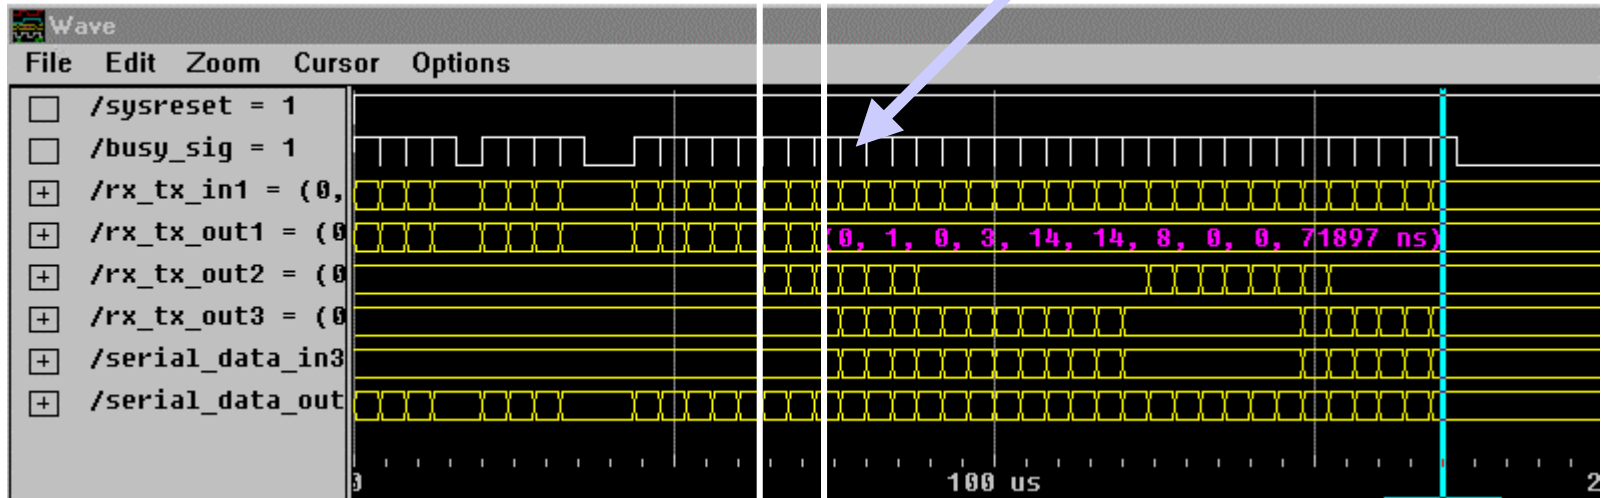 Wave
File Edit Zoom Cursor Options
/sysreset = 1
/busy_sig = 1
/rx_tx_in1 = (0,
/rx_tx_out1 = (0
(0, 1, 0, 3, 14, 14, 8, 0, 0, 71897 ns)
/rx_tx_out2 = (0
/rx_tx_out3 = (0
/serial_data_in3
/serial_data_out
0 100 us 2